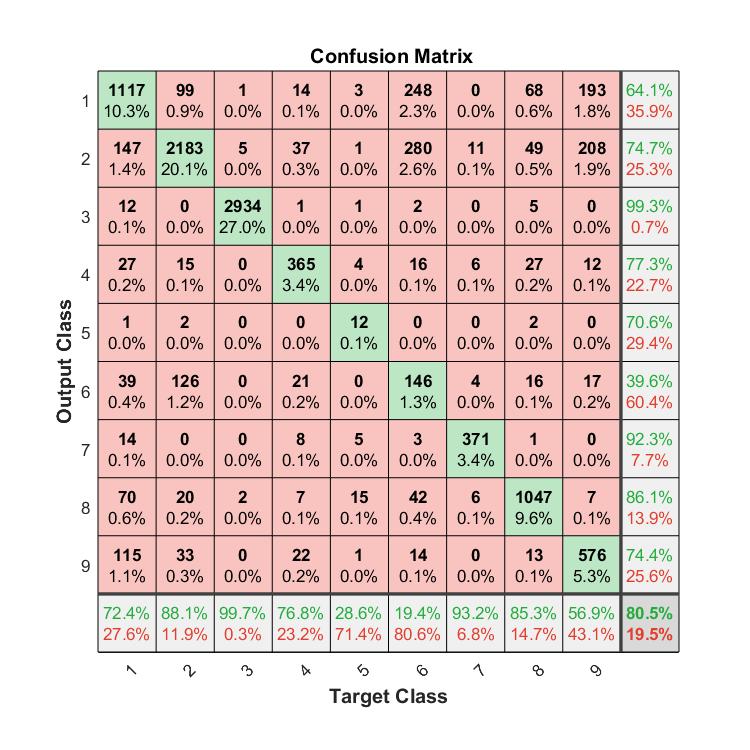 Confusion Matrix
1 1117 99 1 14 3 248 0 68 193 64.1%
10.3% 0.9% 0.0% 0.1% 0.0% 2.3% 0.0% 0.6% 1.8% 35.9%
2 147 2183 5 37 1 280 11 49 208 74.7%
1.4% 20.1% 0.0% 0.3% 0.0% 2.6% 0.1% 0.5% 1.9% 25.3%
3 12 0 2934 1 1 2 0 5 0 99.3%
0.1% 0.0% 27.0% 0.0% 0.0% 0.0% 0.0% 0.0% 0.0% 0.7%
4 27 15 0 365 4 16 6 27 12 77.3%
0.2% 0.1% 0.0% 3.4% 0.0% 0.1% 0.1% 0.2% 0.1% 22.7%
5 1 2 0 0 12 0 0 2 0 70.6%
0.0% 0.0% 0.0% 0.0% 0.1% 0.0% 0.0% 0.0% 0.0% 29.4%
6 39 126 0 21 0 146 4 16 17 39.6%
0.4% 1.2% 0.0% 0.2% 0.0% 1.3% 0.0% 0.1% 0.2% 60.4%
7 14 0 0 8 5 3 371 1 0 92.3%
0.1% 0.0% 0.0% 0.1% 0.0% 0.0% 3.4% 0.0% 0.0% 7.7%
8 70 20 2 7 15 42 6 1047 7 86.1%
0.6% 0.2% 0.0% 0.1% 0.1% 0.4% 0.1% 9.6% 0.1% 13.9%
9 115 33 0 22 1 14 0 13 576 74.4%
1.1% 0.3% 0.0% 0.2% 0.0% 0.1% 0.0% 0.1% 5.3% 25.6%
72.4% 88.1% 99.7% 76.8% 28.6% 19.4% 93.2% 85.3% 56.9% 80.5%
27.6% 11.9% 0.3% 23.2% 71.4% 80.6% 6.8% 14.7% 43.1% 19.5%
1 2 3 4 5 6 7 8 9
Target Class
Output Class